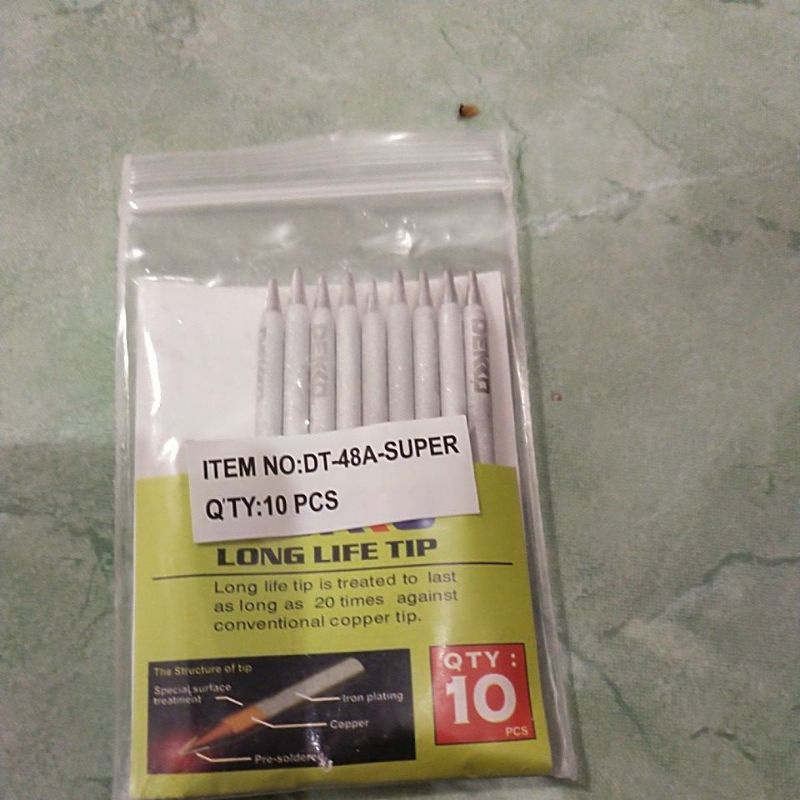 DEKKO
DEKKO
ITEM NO:DT-48A-SUPER
Q'TY:10 PCS
LONG LIFE TIP
Long life tip is treated to last
as long as 20 times against
conventional copper tip.
The Structure of tip
Special surface
treatment
Iron plating
Copper
Pre-soldered
QTY :
10
PCS